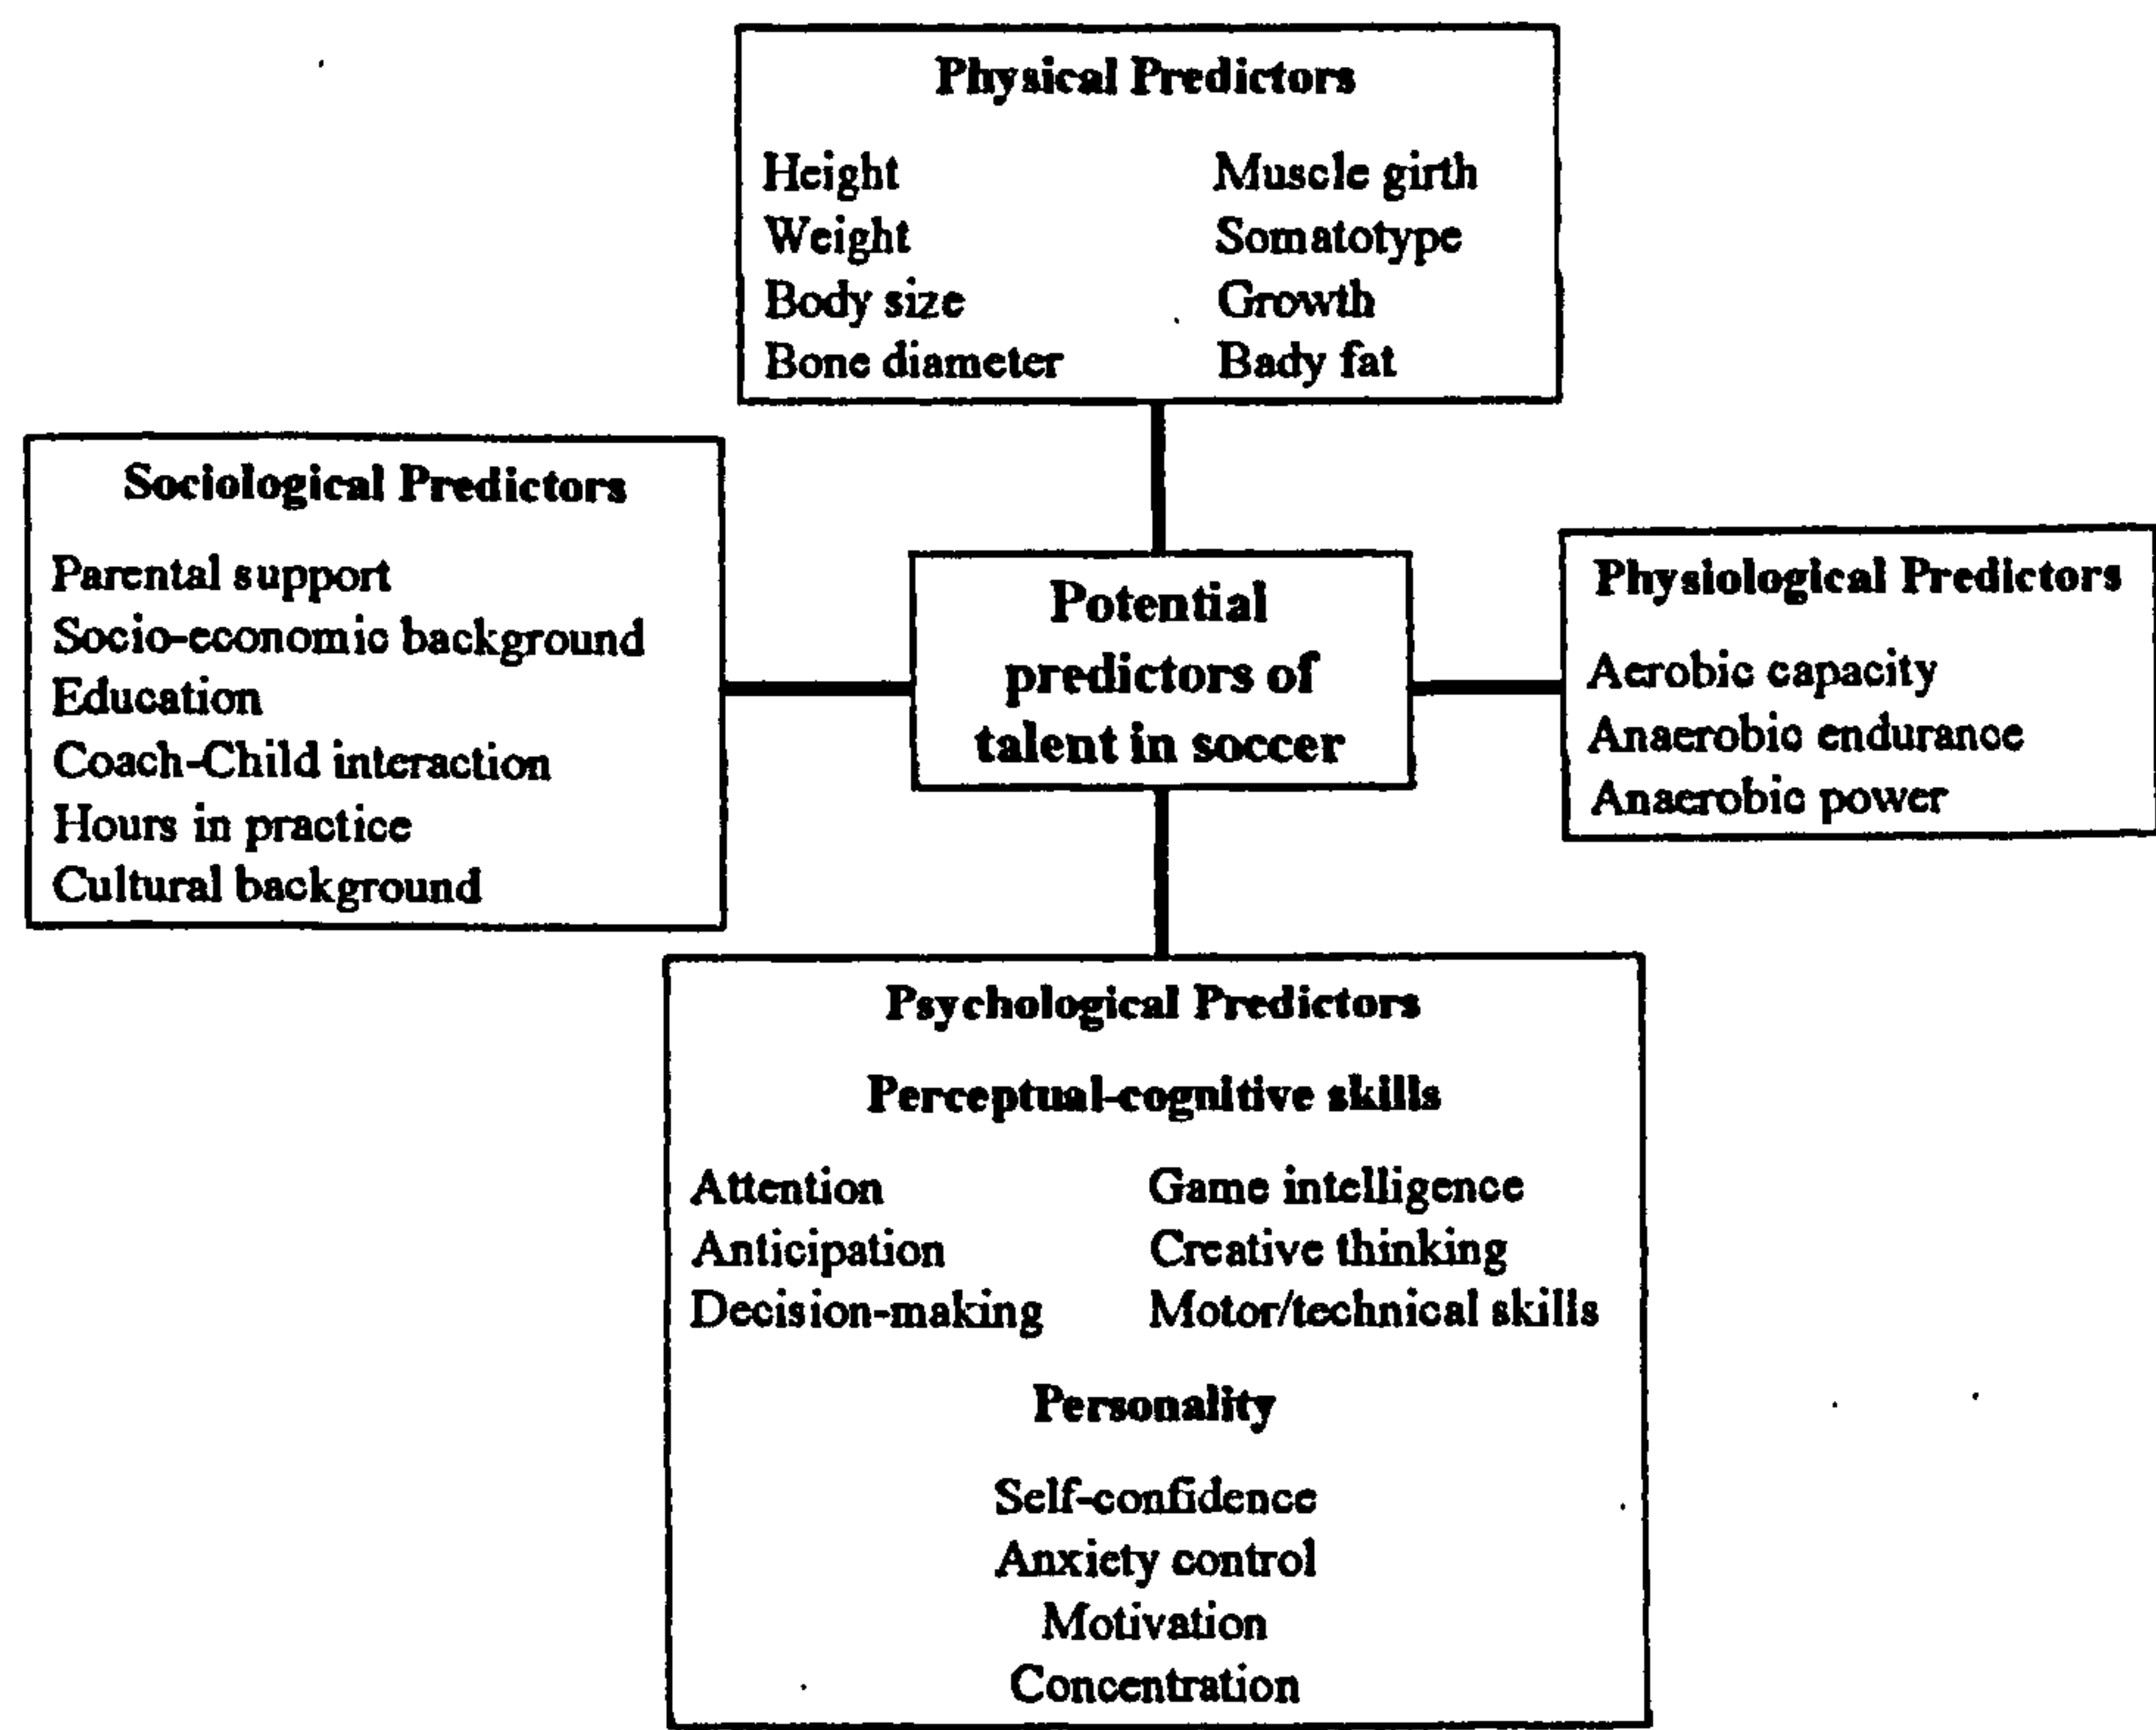 Physical Predictors
Height Muscle girth
Weight Somatotype
Body size Growth
Bone diameter Bady fat
Sociological Predictors
Parental support
Socio-economic background
Education
Coach-Child interaction
Hours in practice
Cultural background
Potential
predictors of
talent in soccer
Physiological Predictors
Aerobic capacity
Anaerobic endurance
Anaerobic power
Psychological Predictors
Perceptual-cognitive skills
Attention Game intelligence
Anticipation Creative thinking
Decision-making Motor/technical skills
Personality
Self-confidence
Anxiety control
Motivation
Concentration